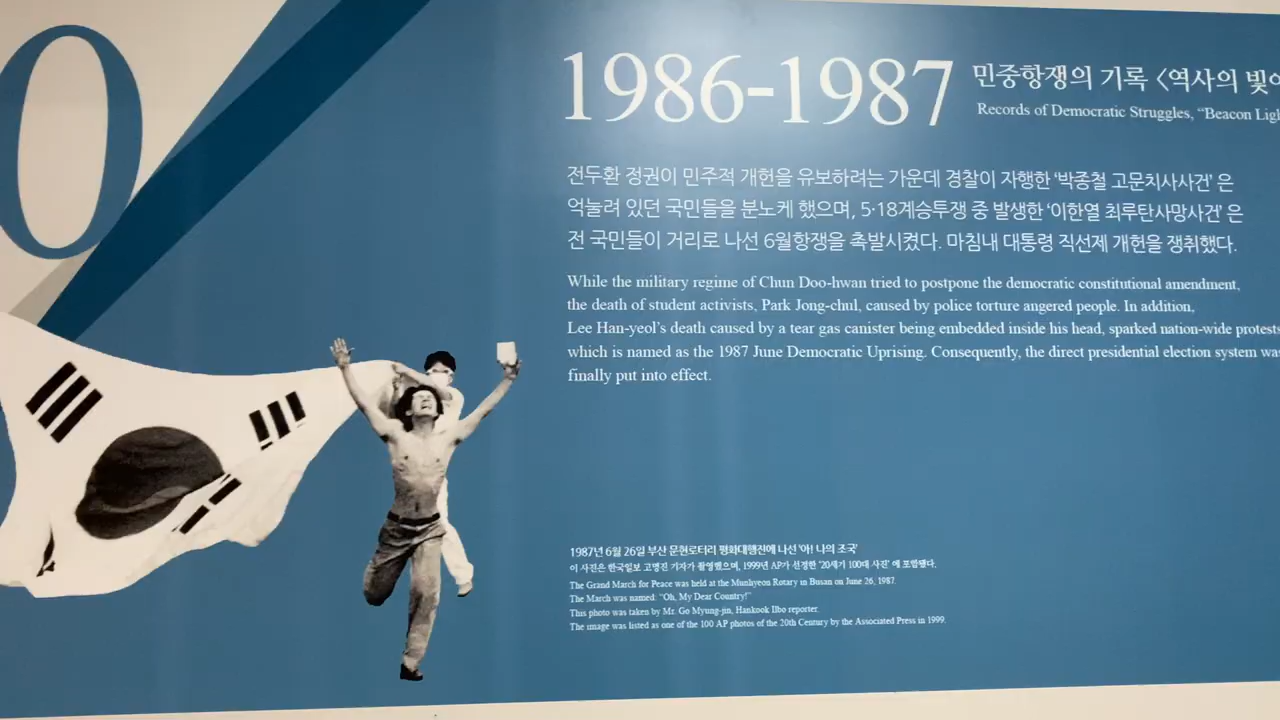 0
1986-1987
민중항쟁의 기록 <역사의
Records of Democratic Struggles, “Beacon
전두환 정권이 민주적 개헌을 유보하려는 가운데 경찰이 자행한 ‘박종철 고문치사사건’ 은
억눌려 있던 국민들을 분노케 했으며, 5·18계승투쟁 중 발생한 ‘이한열 최루탄사망사건’ 은
전 국민들이 거리로 나선 6월항쟁을 촉발시켰다. 마침내 대통령 직선제 개헌을 쟁취했다.
While the military regime of Chun Doo-hwan tried to postpone the democratic constitutional amendment,
the death of student activists, Park Jong-chul, caused by police torture angered people. In addition,
Lee Han-yeol’s death caused by a tear gas canister being embedded inside his head, sparked nation-wide protests
which is named as the 1987 June Democratic Uprising. Consequently, the direct presidential election system was
finally put into effect.
1987년 6월 26일 부산 문현로터리 평화대행진에 나선 ‘아! 나의 조국’
이 사진은 한국일보 고명진 기자가 촬영했으며, 1999년 AP가 선정한 ‘20세기 100대 사진’ 에 포함됐다.
The Grand March for Peace was held at the Munhyeon Rotary in Busan on June 26, 1987.
The March was named: “Oh, My Dear Country!”
This photo was taken by Mr. Go Myung-jin, Hankook Ilbo reporter.
The image was listed as one of the 100 AP photos of the 20th Century by the Associated Press in 1999.